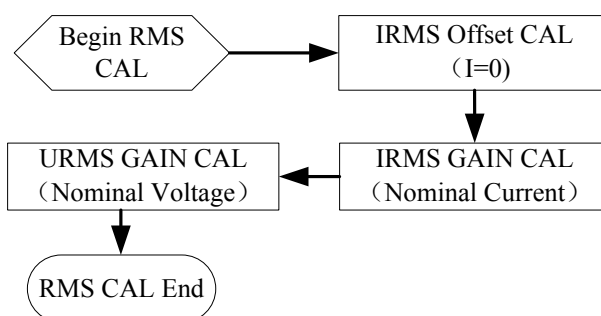 Begin RMS
CAL
IRMS Offset CAL
（I=0)
IRMS GAIN CAL
（Nominal Current）
URMS GAIN CAL
（Nominal Voltage）
RMS CAL End